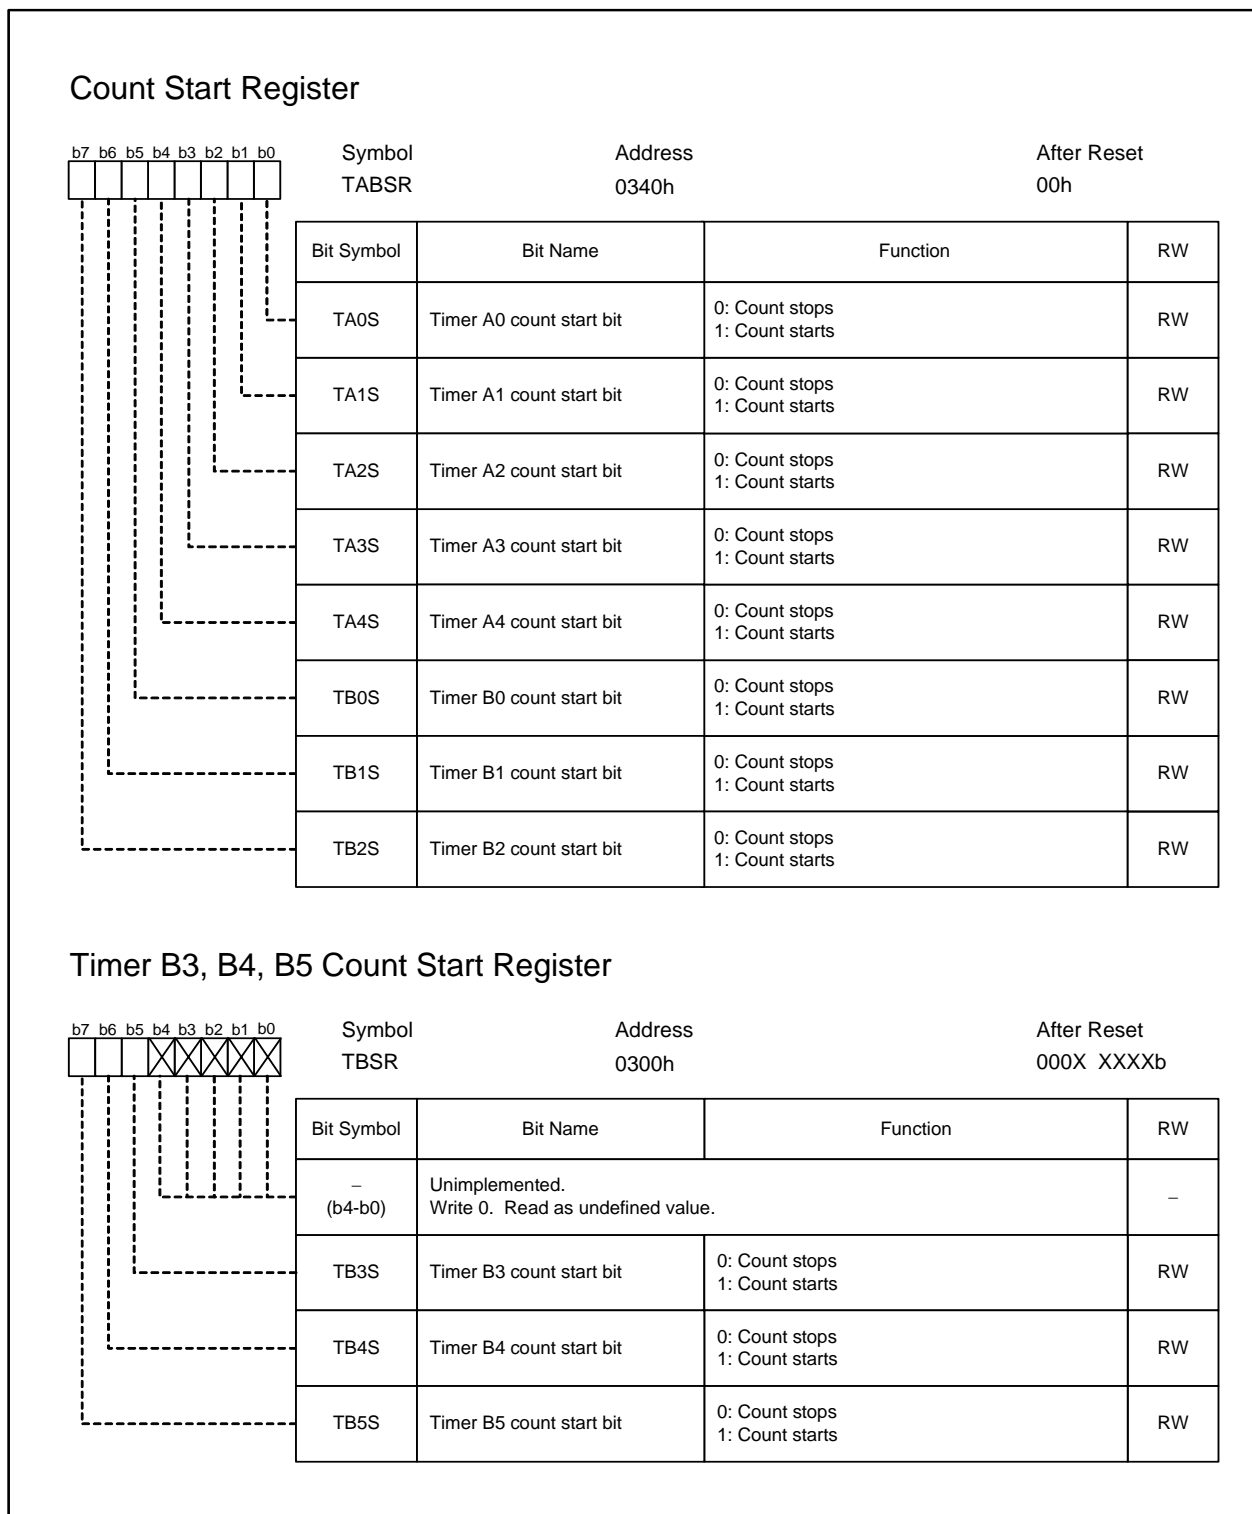 Count Start Register
b7 b6 b5 b4 b3 b2 b1 b0
Symbol Address After Reset
TABSR 0340h 00h
Bit Symbol Bit Name Function RW
TA0S Timer A0 count start bit 0: Count stops
1: Count starts RW
TA1S Timer A1 count start bit 0: Count stops
1: Count starts RW
TA2S Timer A2 count start bit 0: Count stops
1: Count starts RW
TA3S Timer A3 count start bit 0: Count stops
1: Count starts RW
TA4S Timer A4 count start bit 0: Count stops
1: Count starts RW
TB0S Timer B0 count start bit 0: Count stops
1: Count starts RW
TB1S Timer B1 count start bit 0: Count stops
1: Count starts RW
TB2S Timer B2 count start bit 0: Count stops
1: Count starts RW
Timer B3, B4, B5 Count Start Register
b7 b6 b5 b4 b3 b2 b1 b0
Symbol Address After Reset
TBSR 0300h 000X XXXXb
Bit Symbol Bit Name Function RW
– Unimplemented.
(b4-b0) Write 0. Read as undefined value. –
TB3S Timer B3 count start bit 0: Count stops
1: Count starts RW
TB4S Timer B4 count start bit 0: Count stops
1: Count starts RW
TB5S Timer B5 count start bit 0: Count stops
1: Count starts RW